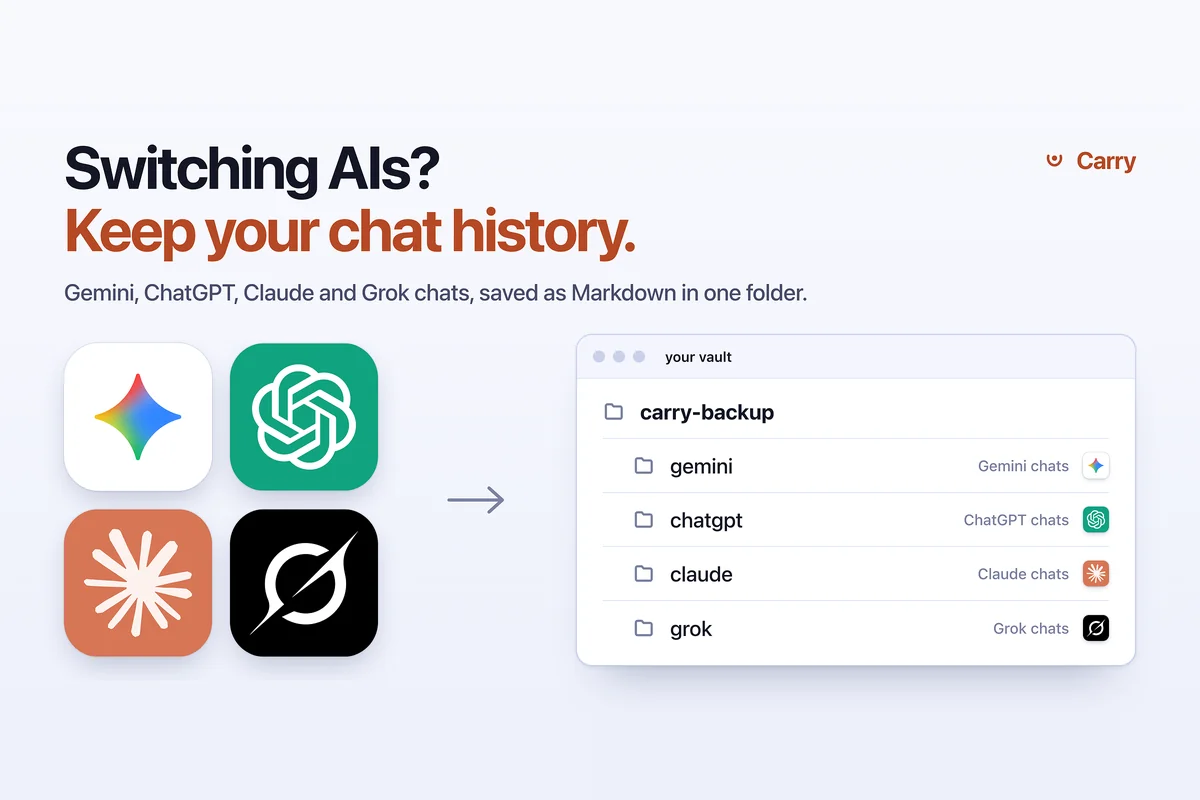 Switching AIs?
Keep your chat history.
Carry
Gemini, ChatGPT, Claude and Grok chats, saved as Markdown in one folder.
your vault
carry-backup
gemini
Gemini chats
chatgpt
ChatGPT chats
claude
Claude chats
grok
Grok chats